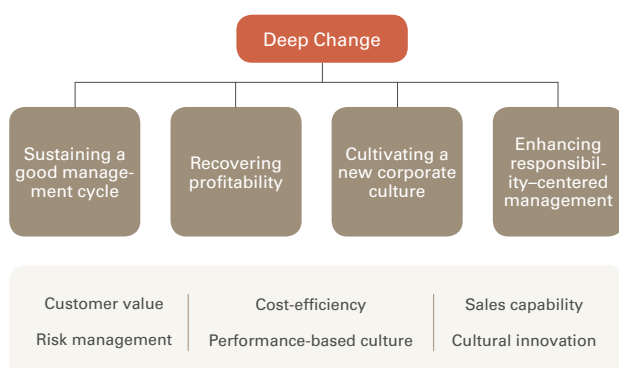 Deep Change
Sustaining a
good manage-
ment cycle
Recovering
profitability
Cultivating a
new corporate
culture
Enhancing
responsibil-
ity–centered
management
Customer value
Cost-efficiency
Sales capability
Risk management
Performance-based culture
Cultural innovation